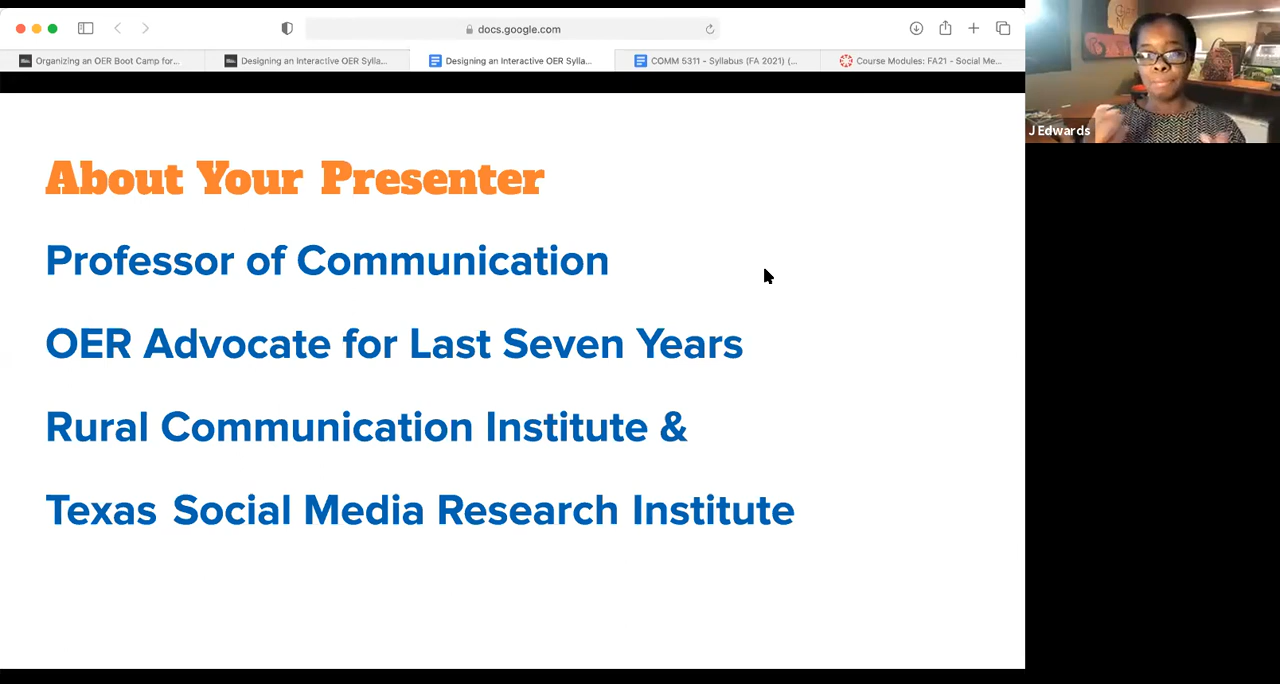 docs.google.com
Organizing an OER Boot Camp for...
Designing an Interactive OER Sylla...
Designing an Interactive OER Sylla...
COMM 5311 - Syllabus (FA 2021) (...
Course Modules: FA21 - Social Me...
J Edwards
About Your Presenter
Professor of Communication
OER Advocate for Last Seven Years
Rural Communication Institute &
Texas Social Media Research Institute